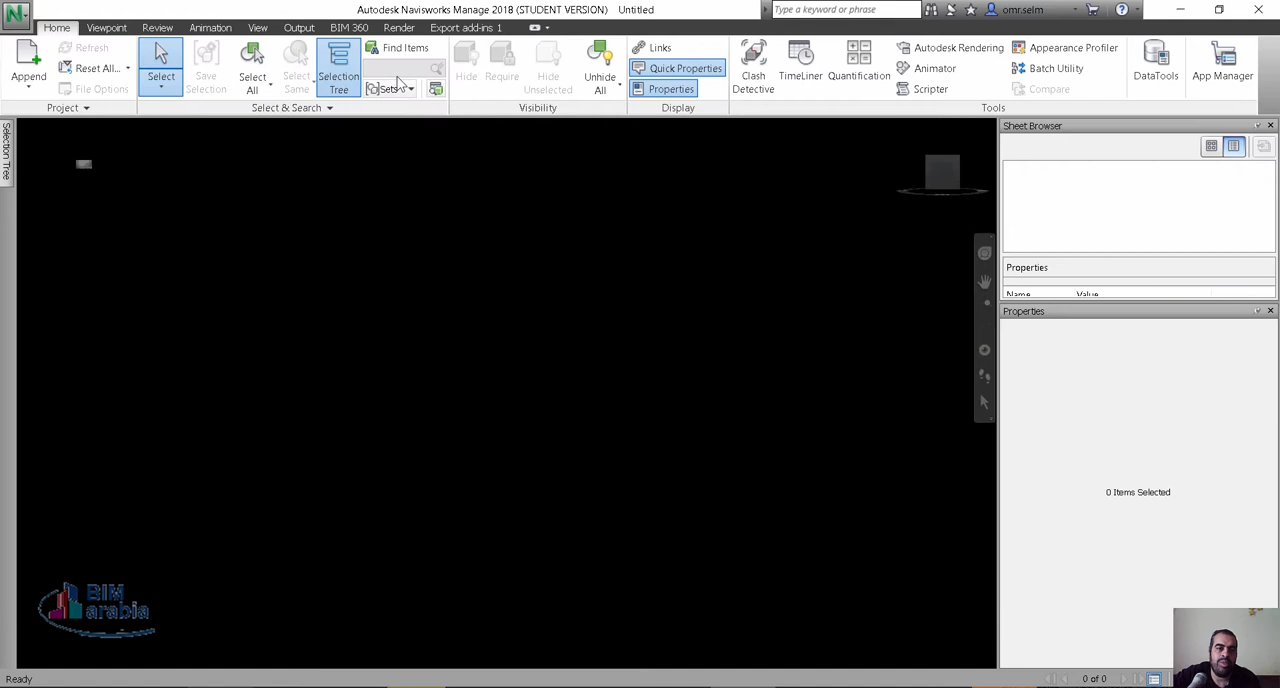 Autodesk Navisworks Manage 2018 (STUDENT VERSION) Untitled
Type a keyword or phrase
omr.selm
Home Viewpoint Review Animation View Output BIM 360 Render Export add-ins 1
Append
Refresh
Reset All...
File Options
Project
Select
Save Selection
Select All
Select Same
Selection Tree
Find Items
Sets
Select & Search
Hide
Require
Hide Unselected
Unhide All
Visibility
Links
Quick Properties
Properties
Display
Clash Detective
TimeLiner
Quantification
Autodesk Rendering
Animator
Scripter
Appearance Profiler
Batch Utility
Compare
DataTools
App Manager
Tools
Selection Tree
Sheet Browser
Properties
Name Value
Properties
0 Items Selected
BIM
arabia
Ready
0 of 0